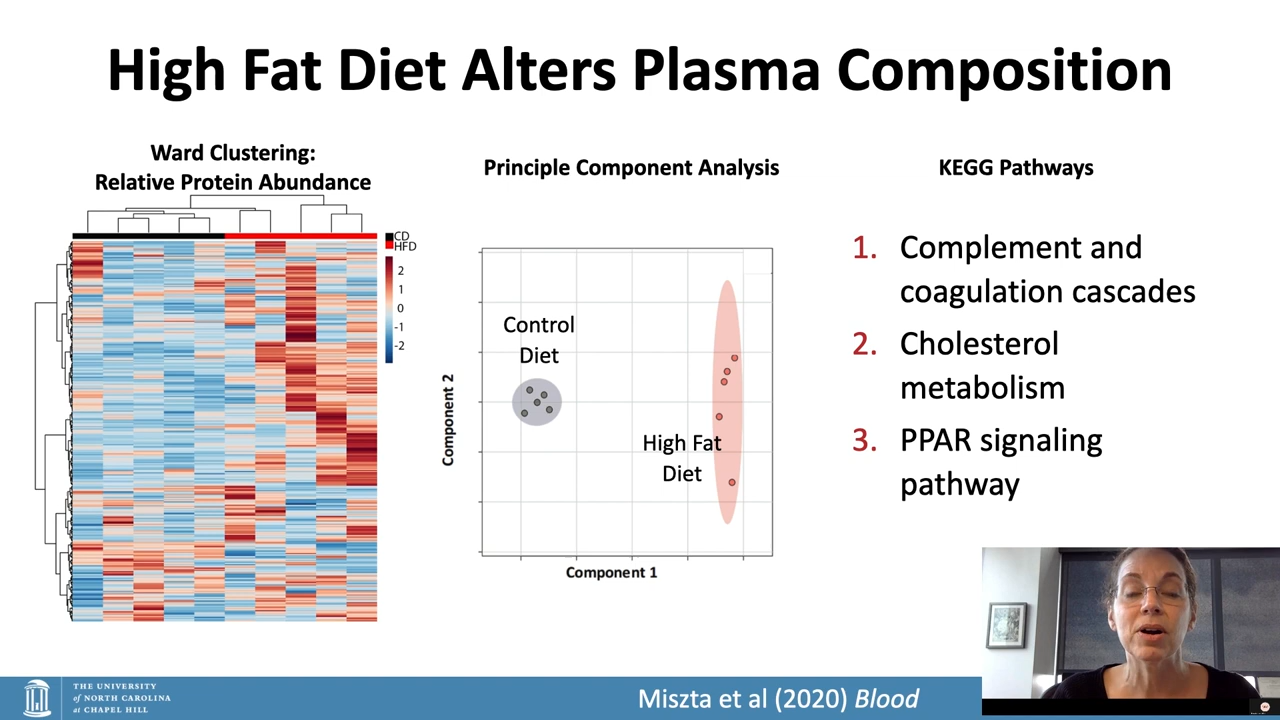 High Fat Diet Alters Plasma Composition
Ward Clustering:
Relative Protein Abundance
CD
HFD
2
1
0
-1
-2
Principle Component Analysis
Control
Diet
High Fat
Diet
Component 2
Component 1
KEGG Pathways
1. Complement and
coagulation cascades
2. Cholesterol
metabolism
3. PPAR signaling
pathway
THE UNIVERSITY
of NORTH CAROLINA
at CHAPEL HILL
Miszta et al (2020) Blood